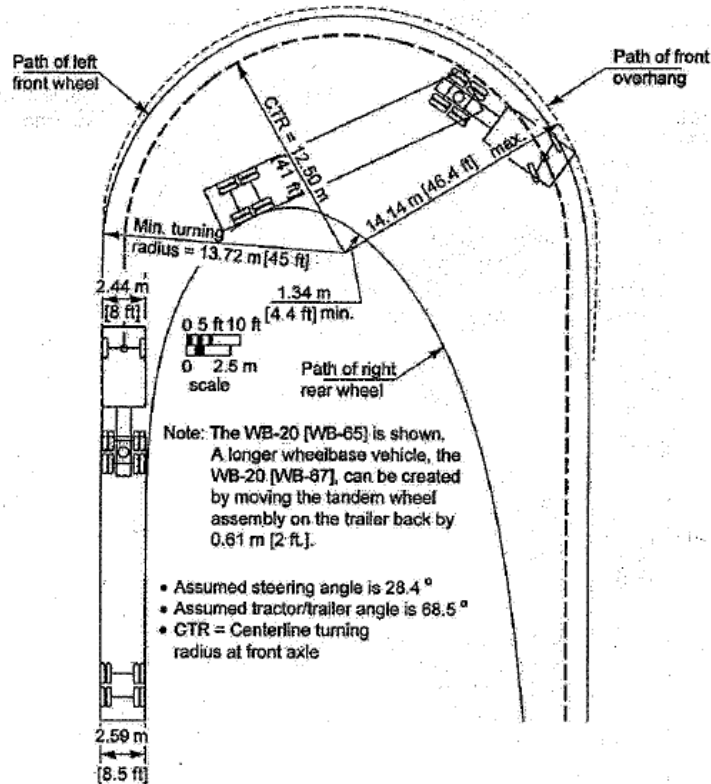 Path of left
front wheel
Path of front
overhang
CTR = 12.50 m
[41 ft]
14.14 m [46.4 ft] max.
Min. turning
radius = 13.72 m [45 ft]
2.44 m
[8 ft]
1.34 m
[4.4 ft] min.
0 5 ft 10 ft
0 2.5 m
scale
Path of right
rear wheel
Note: The WB-20 [WB-65] is shown.
A longer wheelbase vehicle, the
WB-20 [WB-67], can be created
by moving the tandem wheel
assembly on the trailer back by
0.61 m [2 ft.].
• Assumed steering angle is 28.4 °
• Assumed tractor/trailer angle is 68.5 °
• CTR = Centerline turning
radius at front axle
2.59 m
[8.5 ft]